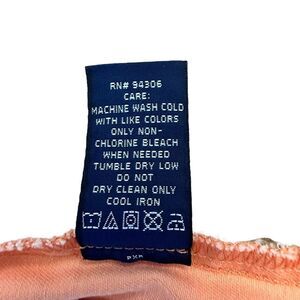 RN# 94306
CARE:
MACHINE WASH COLD
WITH LIKE COLORS
ONLY NON-
CHLORINE BLEACH
WHEN NEEDED
TUMBLE DRY LOW
DO NOT
DRY CLEAN ONLY
COOL IRON